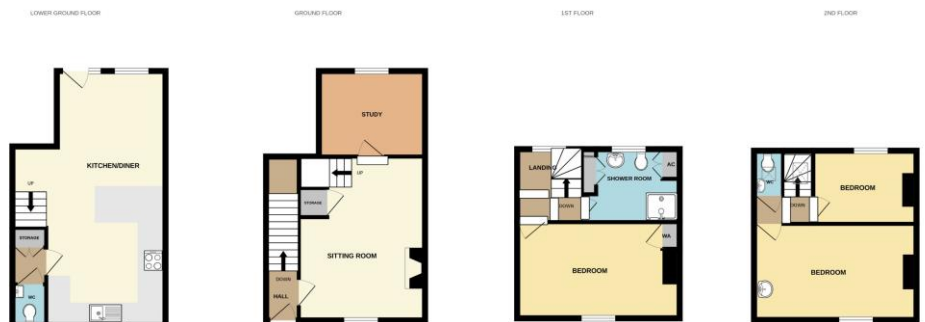 LOWER GROUND FLOOR
GROUND FLOOR
1ST FLOOR
2ND FLOOR
KITCHEN/DINER
UP
STORAGE
WC
STUDY
UP
STORAGE
SITTING ROOM
DOWN
HALL
LANDING
SHOWER ROOM
AC
DOWN
WA
BEDROOM
WC
DOWN
BEDROOM
BEDROOM